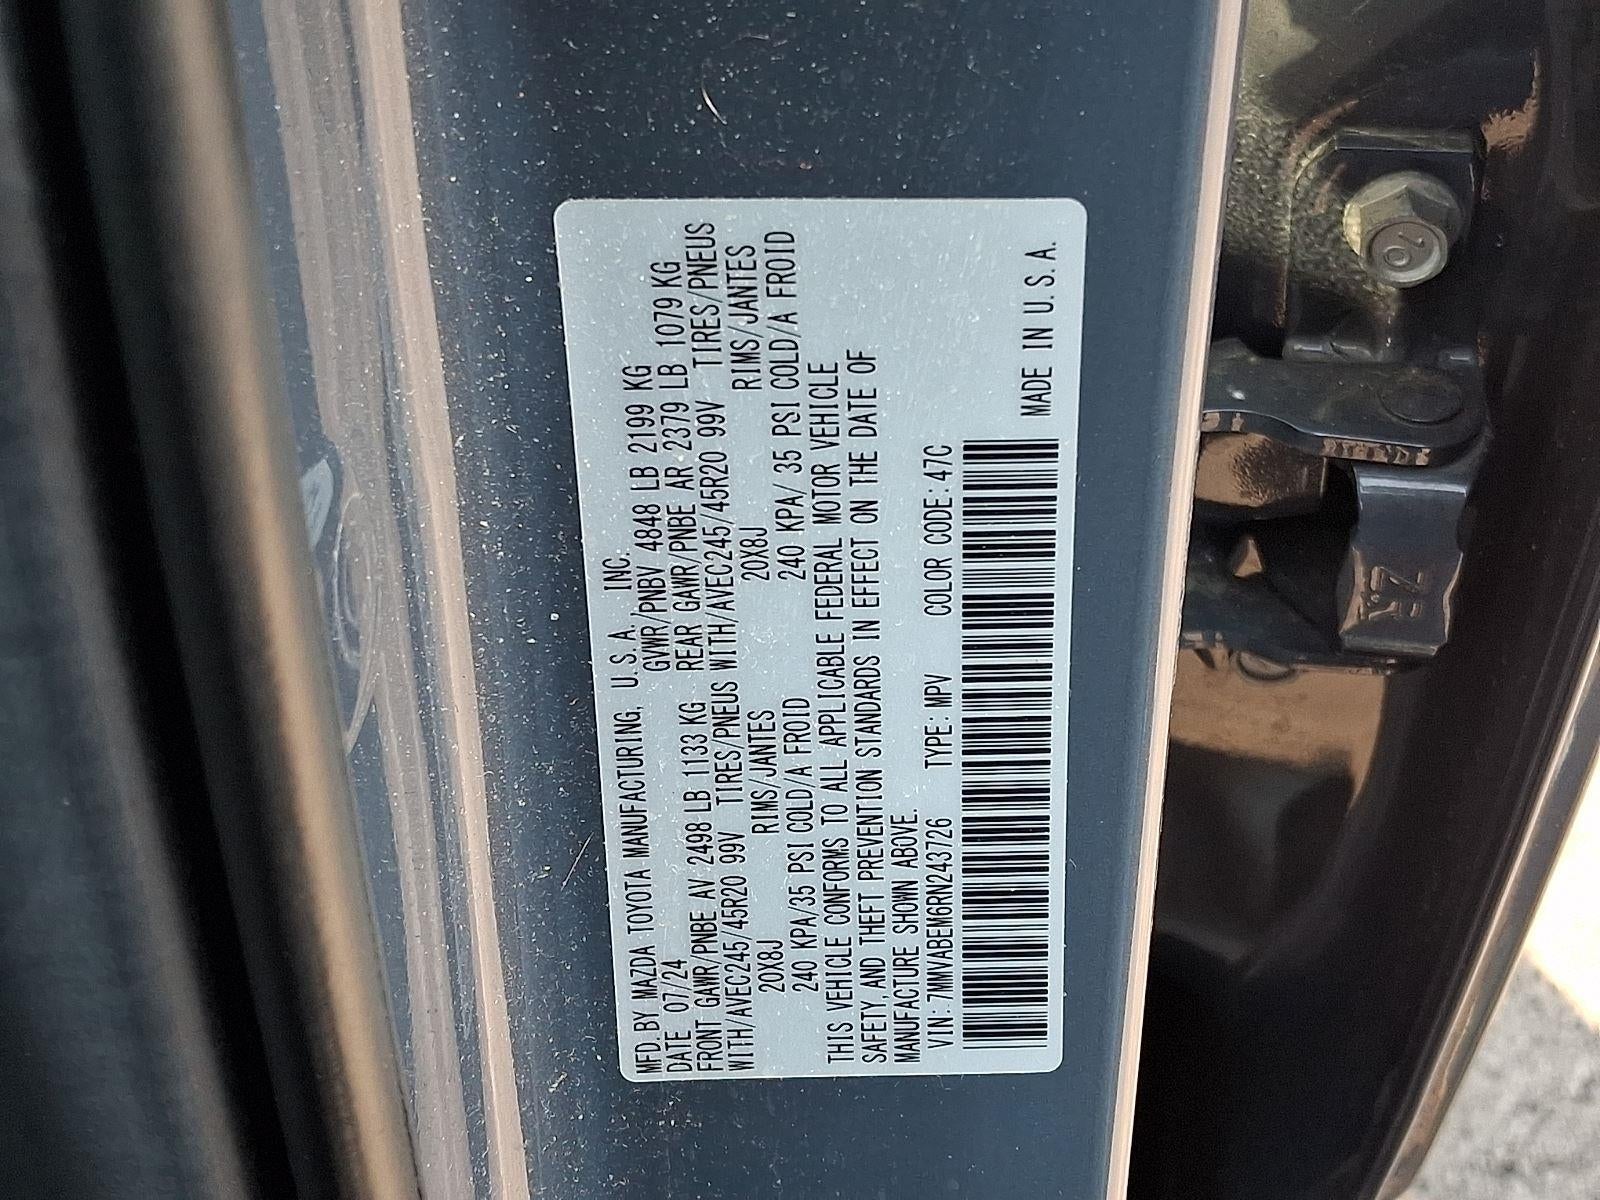 MFD. BY MAZDA TOYOTA MANUFACTURING, U.S.A., INC.
DATE 07/24 GVWR/PNBV 4848 LB 2199 KG
FRONT GAWR/PNBE AV 2498 LB 1133 KG REAR GAWR/PNBE AR 2379 LB 1079 KG
WITH/AVEC245/45R20 99V TIRES/PNEUS WITH/AVEC245/45R20 99V TIRES/PNEUS
20X8J RIMS/JANTES 20X8J RIMS/JANTES
240 KPA/35 PSI COLD/A FROID 240 KPA/ 35 PSI COLD/A FROID
THIS VEHICLE CONFORMS TO ALL APPLICABLE FEDERAL MOTOR VEHICLE
SAFETY, AND THEFT PREVENTION STANDARDS IN EFFECT ON THE DATE OF
MANUFACTURE SHOWN ABOVE.
VIN: 7MMVABEM6RN243726 TYPE: MPV COLOR CODE: 47C
MADE IN U.S.A.
10
ZR